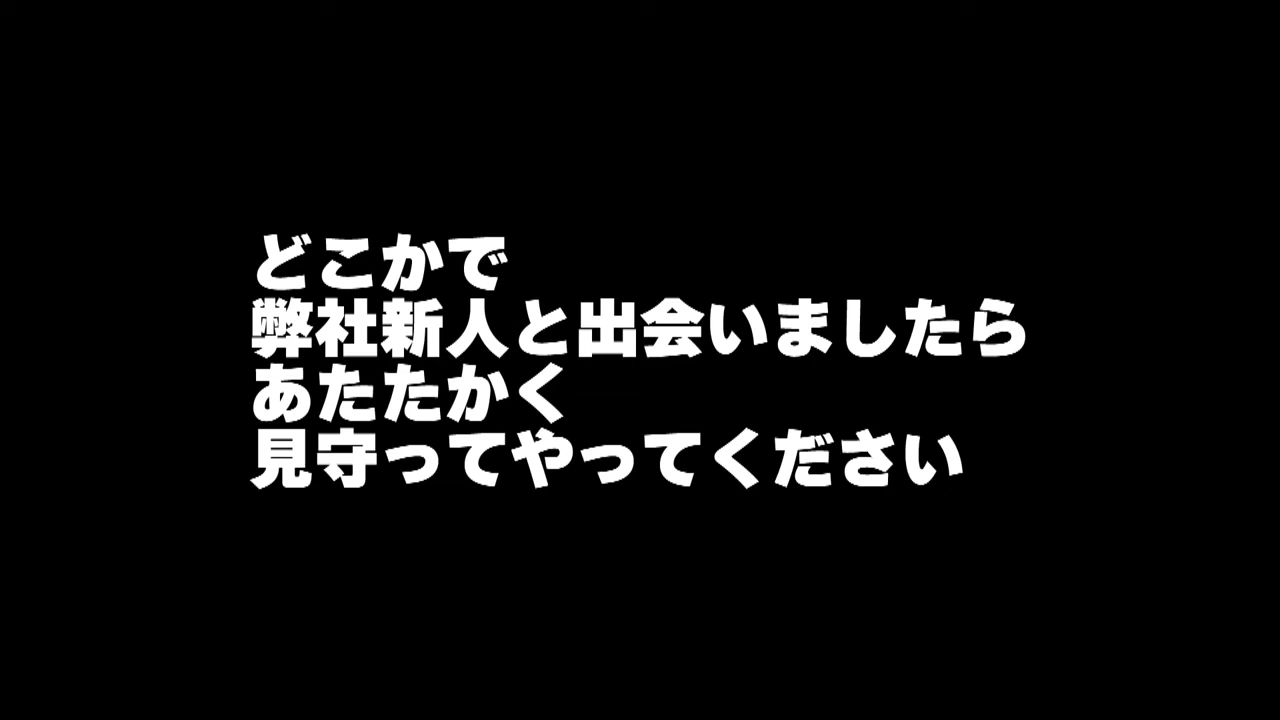 どこかで
弊社新人と出会いましたら
あたたかく
見守ってやってください